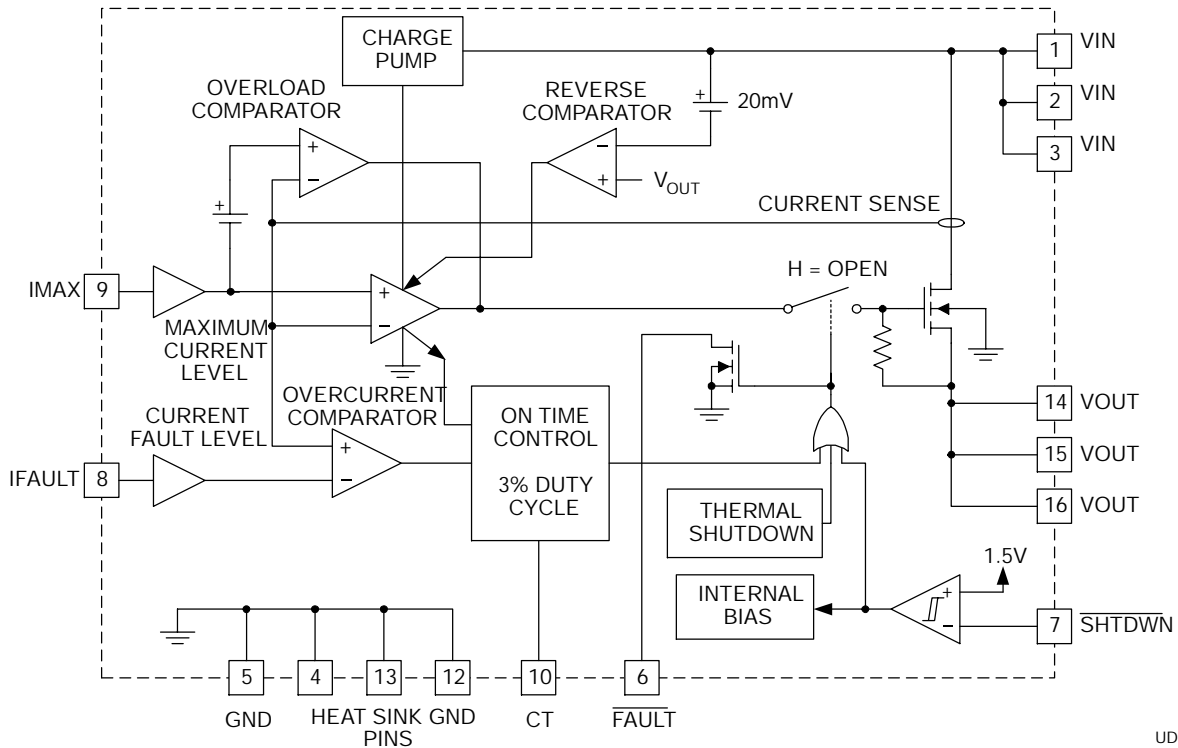 CHARGE
PUMP
1 VIN
2 VIN
3 VIN
OVERLOAD
COMPARATOR
+
−
+
REVERSE
COMPARATOR
−
+
VOUT
+
20mV
CURRENT SENSE
H = OPEN
IMAX 9
MAXIMUM
CURRENT
LEVEL
+
−
OVERCURRENT
COMPARATOR
CURRENT
FAULT LEVEL
IFAULT 8
+
−
ON TIME
CONTROL
3% DUTY
CYCLE
THERMAL
SHUTDOWN
INTERNAL
BIAS
14 VOUT
15 VOUT
16 VOUT
1.5V
+
−
7 SHTDWN
5
4
13
12
10
6
GND
HEAT SINK
PINS
GND
CT
FAULT
UD